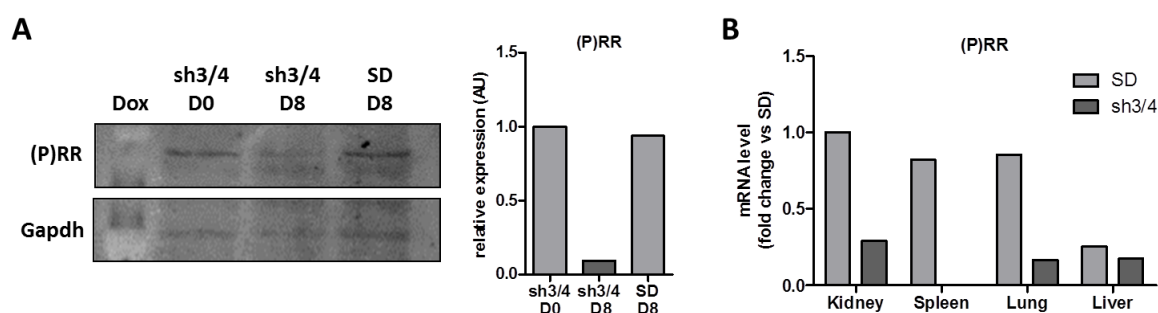 A
sh3/4 sh3/4 SD
Dox D0 D8 D8
(P)RR
Gapdh
(P)RR
relative expression (AU)
1.5
1.0
0.5
0.0
sh3/4 sh3/4 SD
D0 D8 D8
B
(P)RR
mRNA level
(fold change vs SD)
1.5
1.0
0.5
0.0
SD
sh3/4
Kidney Spleen Lung Liver